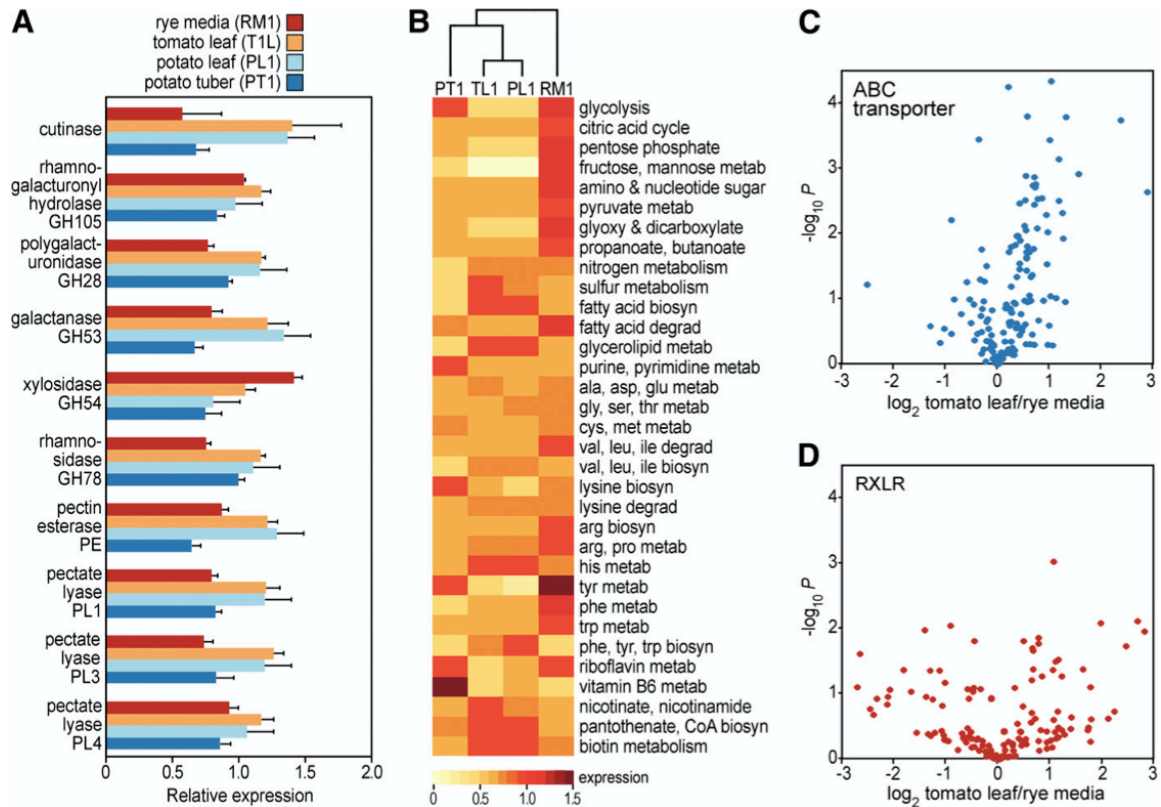 A
rye media (RM1)
tomato leaf (T1L)
potato leaf (PL1)
potato tuber (PT1)
cutinase
rhamno-
galacturonyl
hydrolase
GH105
polygalact-
uronidase
GH28
galactanase
GH53
xylosidase
GH54
rhamno-
sidase
GH78
pectin
esterase
PE
pectate
lyase
PL1
pectate
lyase
PL3
pectate
lyase
PL4
0 0.5 1.0 1.5 2.0
Relative expression
B
PT1 TL1 PL1 RM1
glycolysis
citric acid cycle
pentose phosphate
fructose, mannose metab
amino & nucleotide sugar
pyruvate metab
glyoxy & dicarboxylate
propanoate, butanoate
nitrogen metabolism
sulfur metabolism
fatty acid biosyn
fatty acid degrad
glycerolipid metab
purine, pyrimidine metab
ala, asp, glu metab
gly, ser, thr metab
cys, met metab
val, leu, ile degrad
val, leu, ile biosyn
lysine biosyn
lysine degrad
arg biosyn
arg, pro metab
his metab
tyr metab
phe metab
trp metab
phe, tyr, trp biosyn
riboflavin metab
vitamin B6 metab
nicotinate, nicotinamide
pantothenate, CoA biosyn
biotin metabolism
expression
0 0.5 1.0 1.5
C
ABC
transporter
4
3
2
1
0
-log10 P
-3 -2 -1 0 1 2 3
log2 tomato leaf/rye media
D
RXLR
4
3
2
1
0
-log10 P
-3 -2 -1 0 1 2 3
log2 tomato leaf/rye media